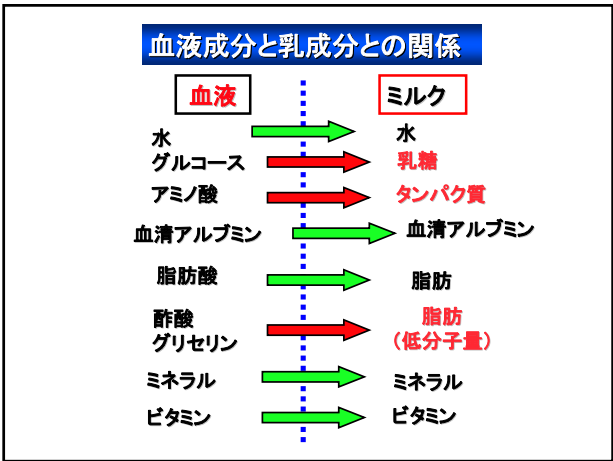 血液成分と乳成分との関係
血液
ミルク
水
水
グルコース
乳糖
アミノ酸
タンパク質
血清アルブミン
血清アルブミン
脂肪酸
脂肪
酢酸
グリセリン
脂肪
（低分子量）
ミネラル
ミネラル
ビタミン
ビタミン